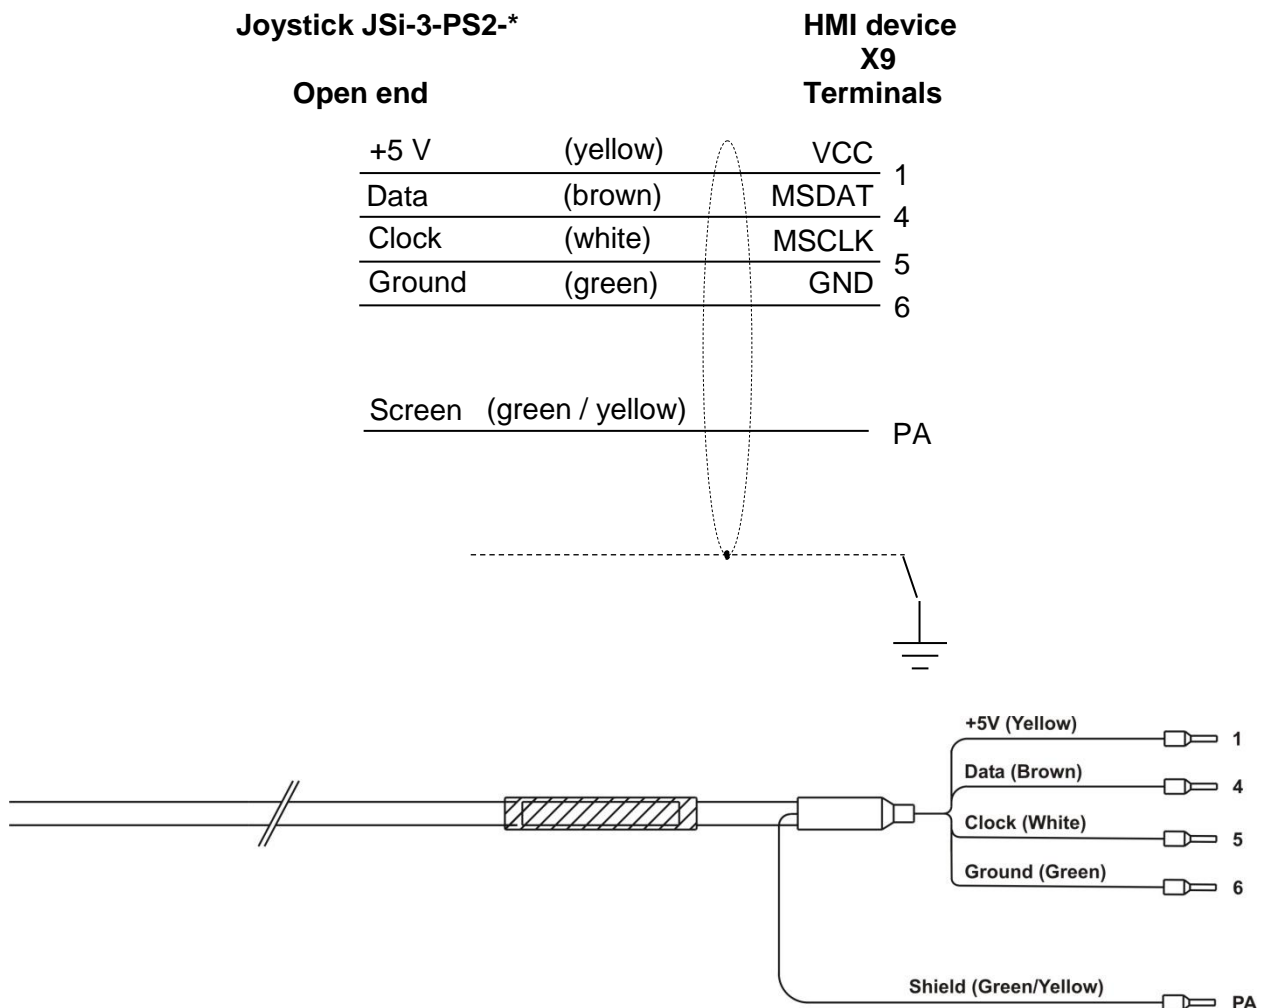 Joystick JSi-3-PS2-* HMI device
X9
Open end Terminals
+5 V (yellow) VCC 1
Data (brown) MSDAT 4
Clock (white) MSCLK 5
Ground (green) GND 6
Screen (green / yellow) PA
+5V (Yellow) 1
Data (Brown) 4
Clock (White) 5
Ground (Green) 6
Shield (Green/Yellow) PA